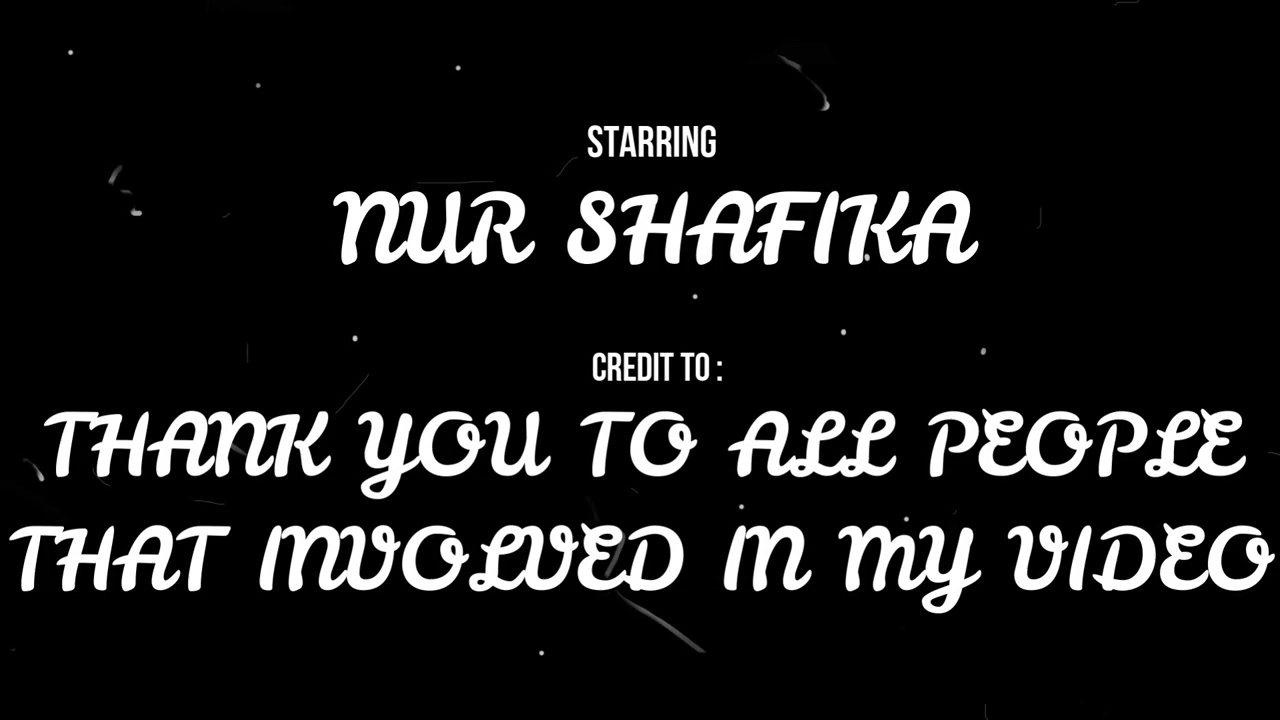 STARRING
NUR SHAFIKA
CREDIT TO :
THANK YOU TO ALL PEOPLE
THAT INVOLVED IN MY VIDEO